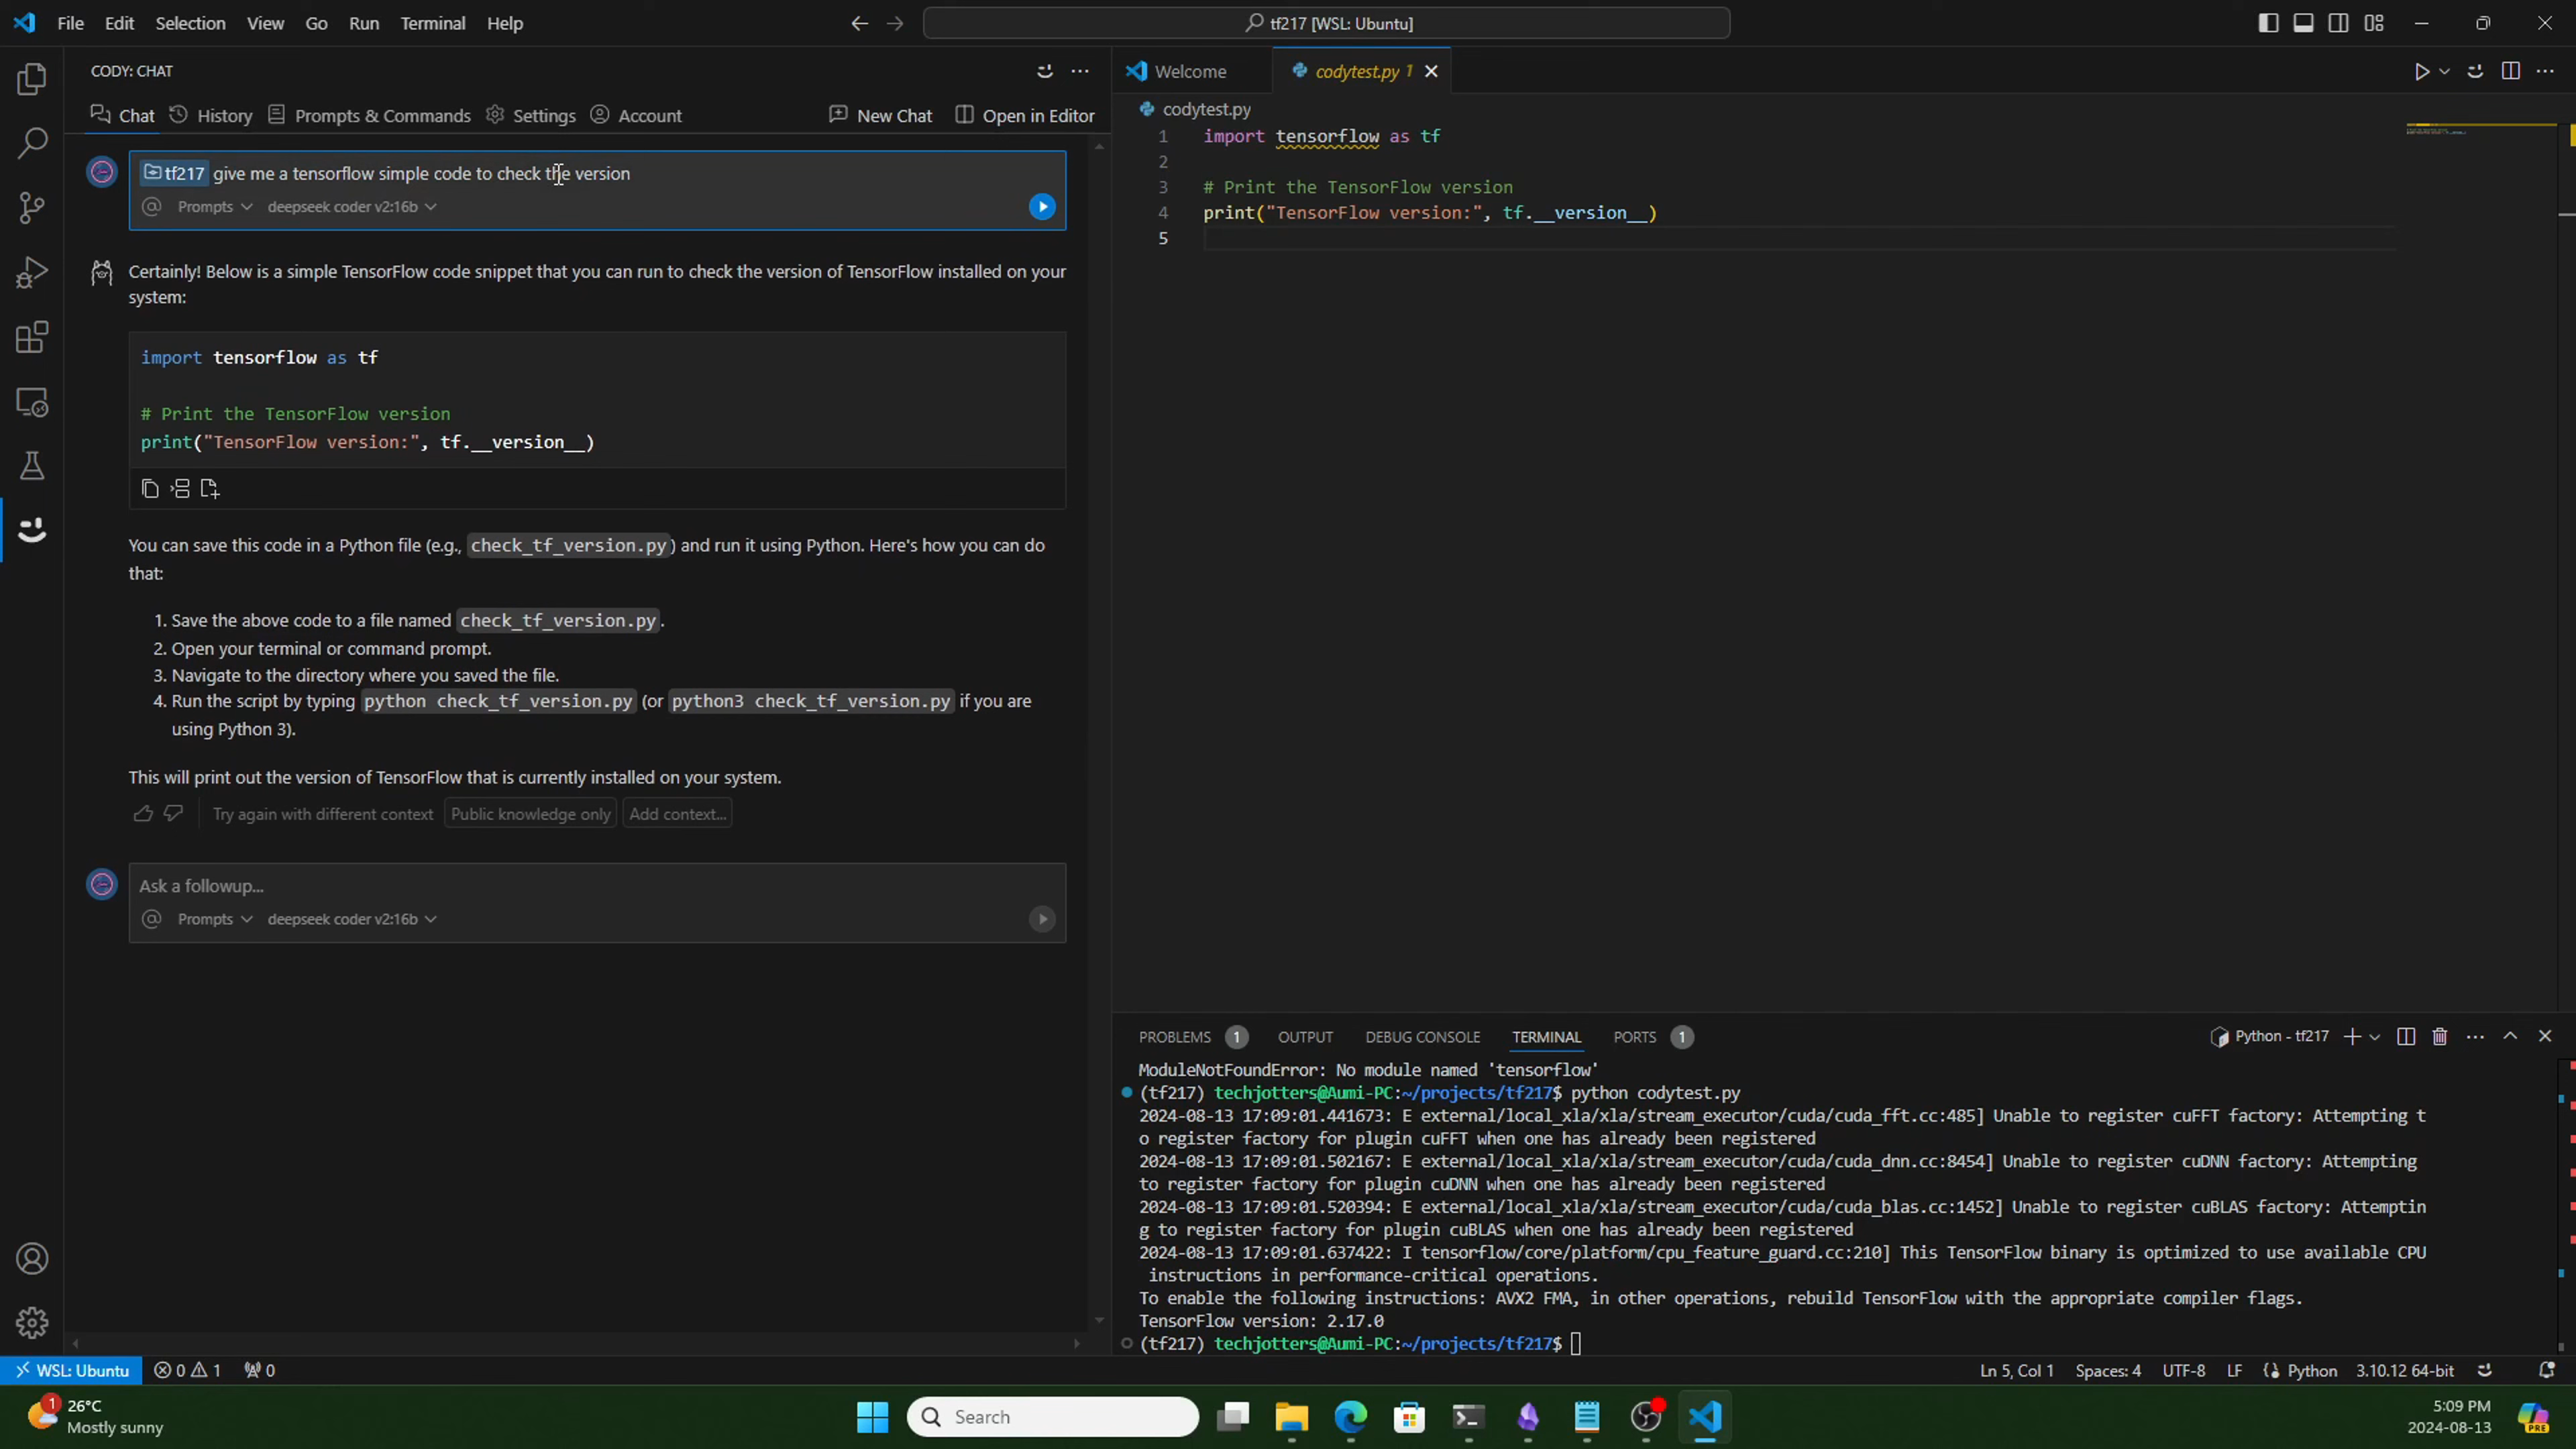 File Edit Selection View Go Run Terminal Help
tf217 [WSL: Ubuntu]
CODY: CHAT
Chat History Prompts & Commands Settings Account New Chat Open in Editor
tf217 give me a tensorflow simple code to check the version
@ Prompts deepseek coder v2:16b
Certainly! Below is a simple TensorFlow code snippet that you can run to check the version of TensorFlow installed on your
system:
import tensorflow as tf
# Print the TensorFlow version
print("TensorFlow version:", tf.__version__)
You can save this code in a Python file (e.g., check_tf_version.py) and run it using Python. Here's how you can do
that:
1. Save the above code to a file named check_tf_version.py.
2. Open your terminal or command prompt.
3. Navigate to the directory where you saved the file.
4. Run the script by typing python check_tf_version.py (or python3 check_tf_version.py if you are
using Python 3).
This will print out the version of TensorFlow that is currently installed on your system.
Try again with different context Public knowledge only Add context...
Ask a followup...
@ Prompts deepseek coder v2:16b
Welcome codytest.py 1
codytest.py
1 import tensorflow as tf
2
3 # Print the TensorFlow version
4 print("TensorFlow version:", tf.__version__)
5
PROBLEMS 1 OUTPUT DEBUG CONSOLE TERMINAL PORTS 1 Python - tf217
ModuleNotFoundError: No module named 'tensorflow'
(tf217) techjotters@Aumi-PC:~/projects/tf217$ python codytest.py
2024-08-13 17:09:01.441673: E external/local_xla/xla/stream_executor/cuda/cuda_fft.cc:485] Unable to register cuFFT factory: Attempting t
o register factory for plugin cuFFT when one has already been registered
2024-08-13 17:09:01.502167: E external/local_xla/xla/stream_executor/cuda/cuda_dnn.cc:8454] Unable to register cuDNN factory: Attempting
to register factory for plugin cuDNN when one has already been registered
2024-08-13 17:09:01.520394: E external/local_xla/xla/stream_executor/cuda/cuda_blas.cc:1452] Unable to register cuBLAS factory: Attemptin
g to register factory for plugin cuBLAS when one has already been registered
2024-08-13 17:09:01.637422: I tensorflow/core/platform/cpu_feature_guard.cc:210] This TensorFlow binary is optimized to use available CPU
instructions in performance-critical operations.
To enable the following instructions: AVX2 FMA, in other operations, rebuild TensorFlow with the appropriate compiler flags.
TensorFlow version: 2.17.0
(tf217) techjotters@Aumi-PC:~/projects/tf217$
WSL: Ubuntu 0 1 0 Ln 5, Col 1 Spaces: 4 UTF-8 LF Python 3.10.12 64-bit
1 26°C
Mostly sunny
Search
PRE
5:09 PM
2024-08-13